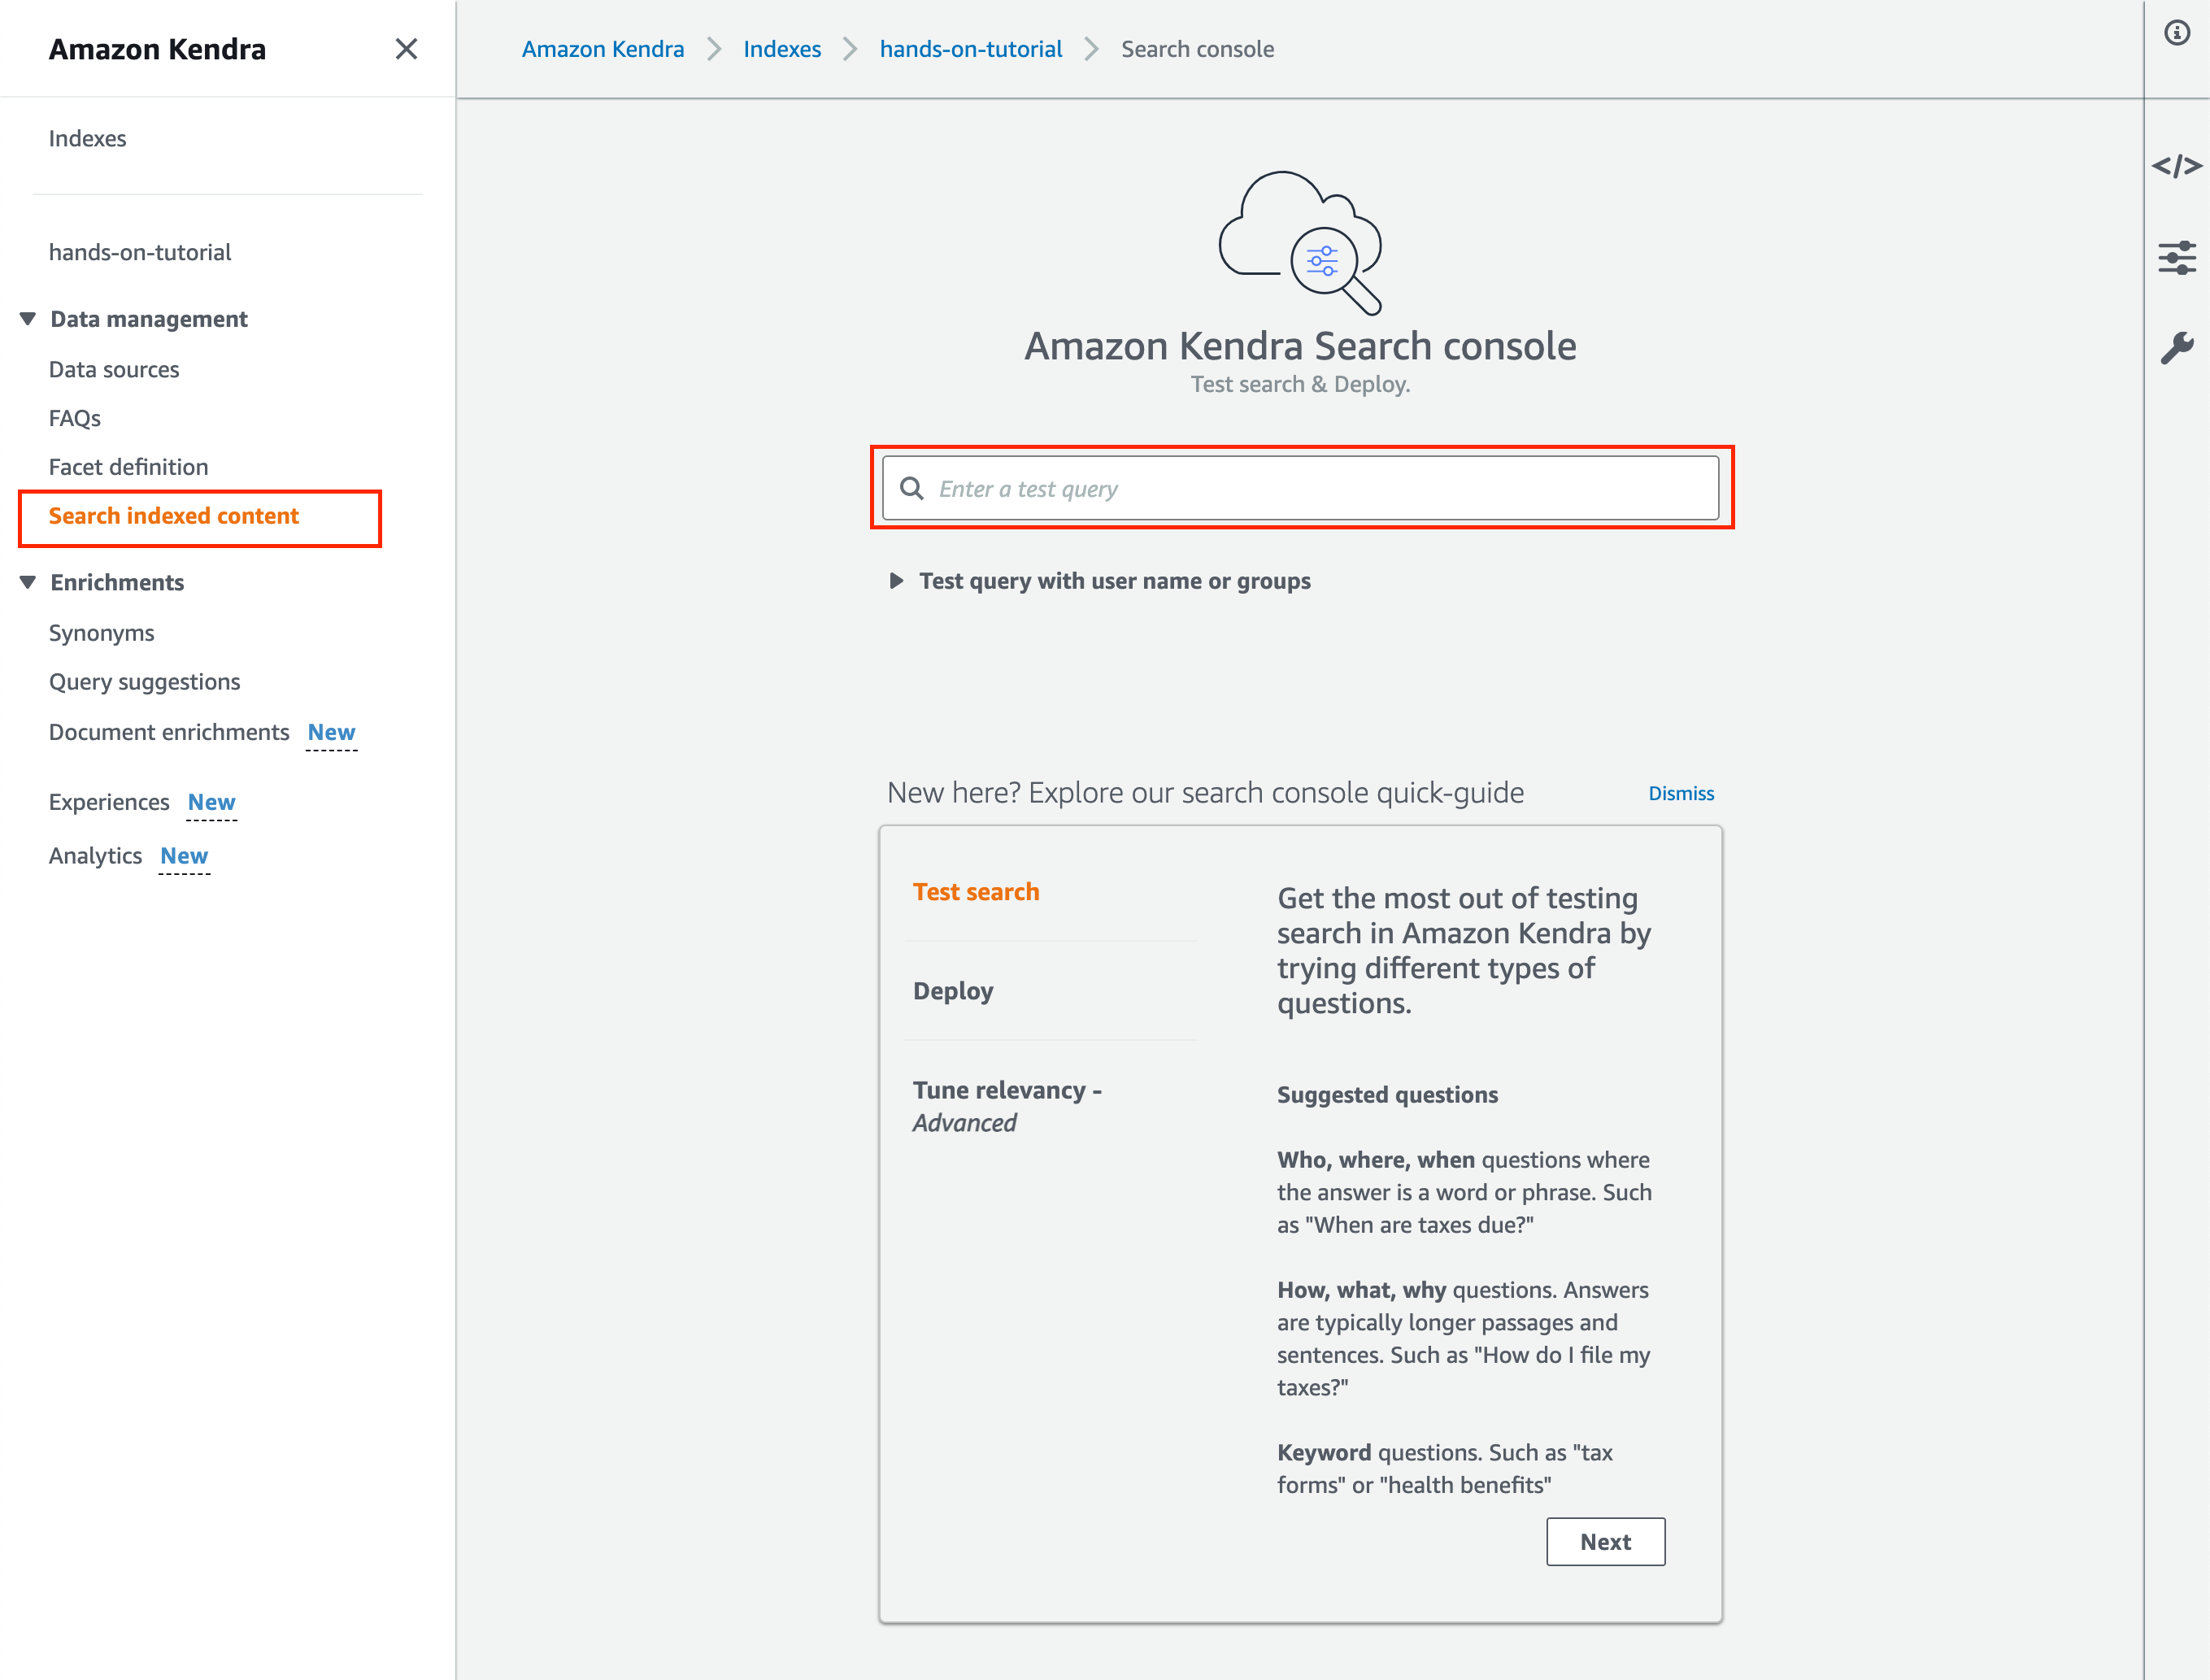 Amazon Kendra
Indexes
hands-on-tutorial
Data management
Data sources
FAQs
Facet definition
Search indexed content
Enrichments
Synonyms
Query suggestions
Document enrichments New
Experiences New
Analytics New
Amazon Kendra Indexes hands-on-tutorial Search console
Amazon Kendra Search console
Test search & Deploy.
Enter a test query
Test query with user name or groups
New here? Explore our search console quick-guide Dismiss
Test search
Deploy
Tune relevancy -
Advanced
Get the most out of testing
search in Amazon Kendra by
trying different types of
questions.
Suggested questions
Who, where, when questions where
the answer is a word or phrase. Such
as "When are taxes due?"
How, what, why questions. Answers
are typically longer passages and
sentences. Such as "How do I file my
taxes?"
Keyword questions. Such as "tax
forms" or "health benefits"
Next